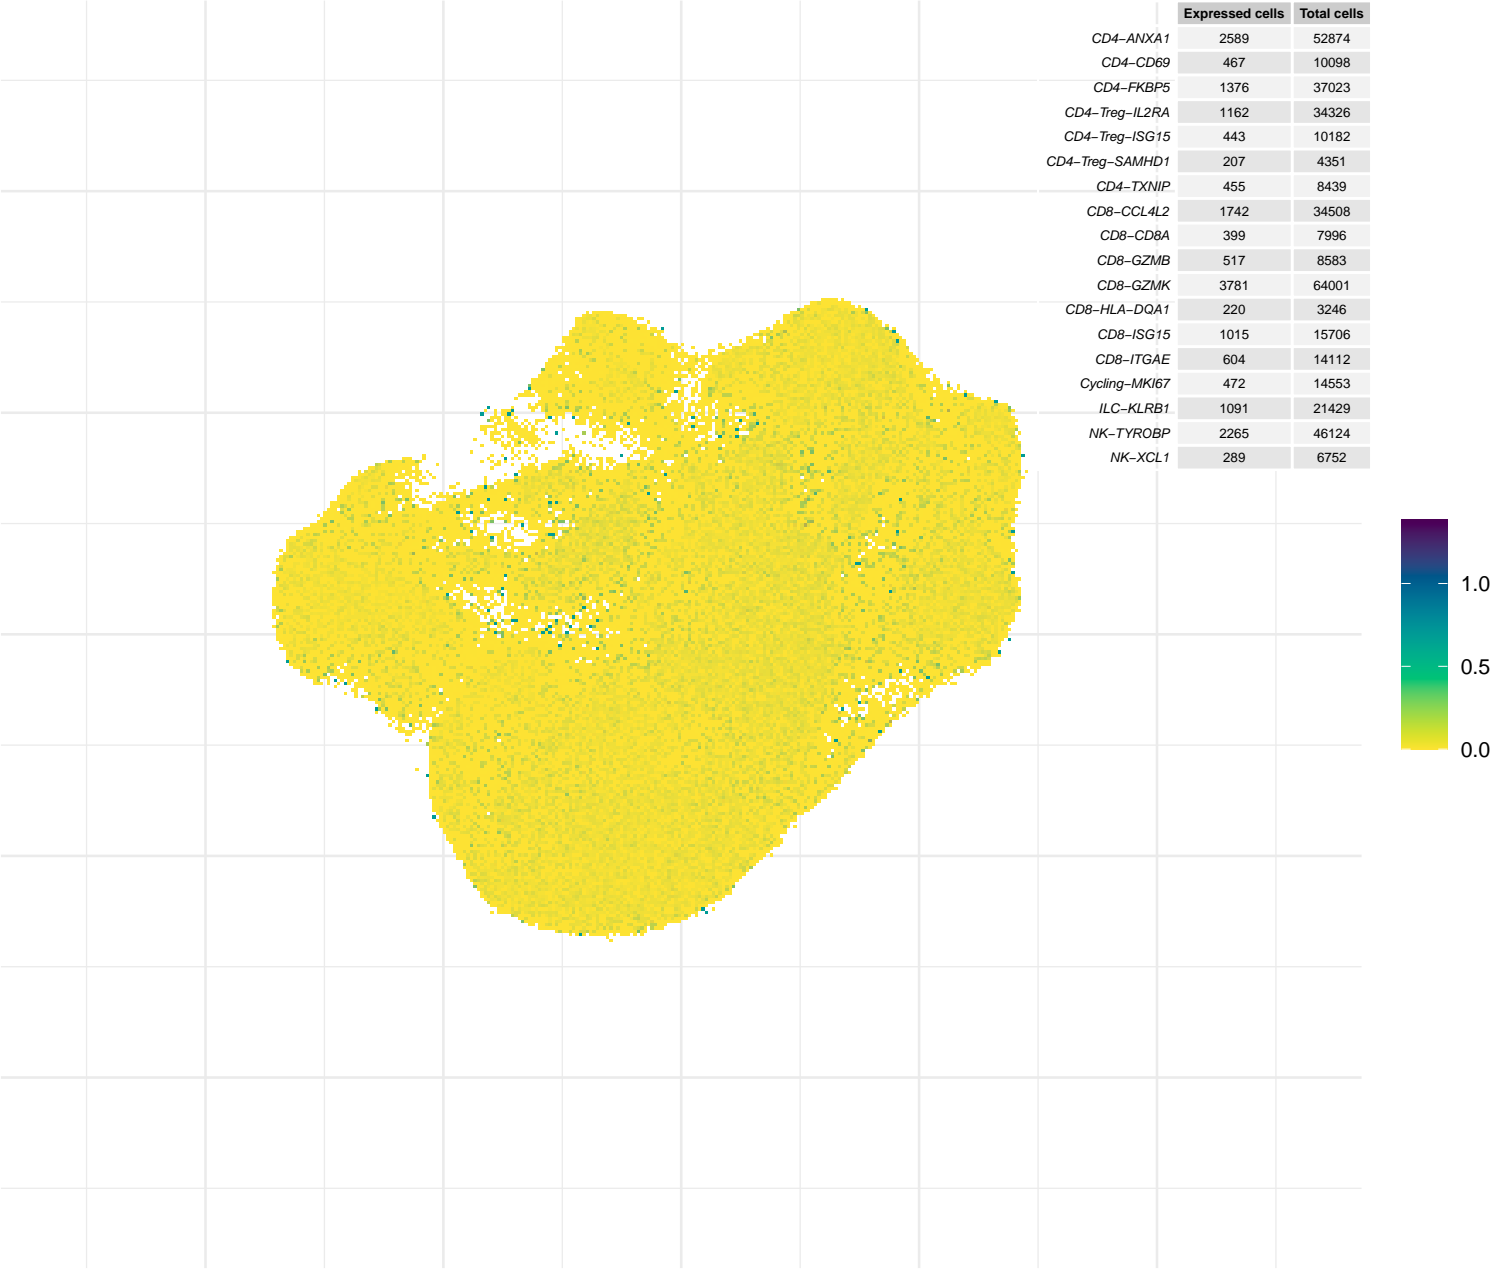 Expressed cells Total cells
CD4−ANXA1 2589 52874
CD4−CD69 467 10098
CD4−FKBP5 1376 37023
CD4−Treg−IL2RA 1162 34326
CD4−Treg−ISG15 443 10182
CD4−Treg−SAMHD1 207 4351
CD4−TXNIP 455 8439
CD8−CCL4L2 1742 34508
CD8−CD8A 399 7996
CD8−GZMB 517 8583
CD8−GZMK 3781 64001
CD8−HLA−DQA1 220 3246
CD8−ISG15 1015 15706
CD8−ITGAE 604 14112
Cycling−MKI67 472 14553
ILC−KLRB1 1091 21429
NK−TYROBP 2265 46124
NK−XCL1 289 6752
1.0
0.5
0.0